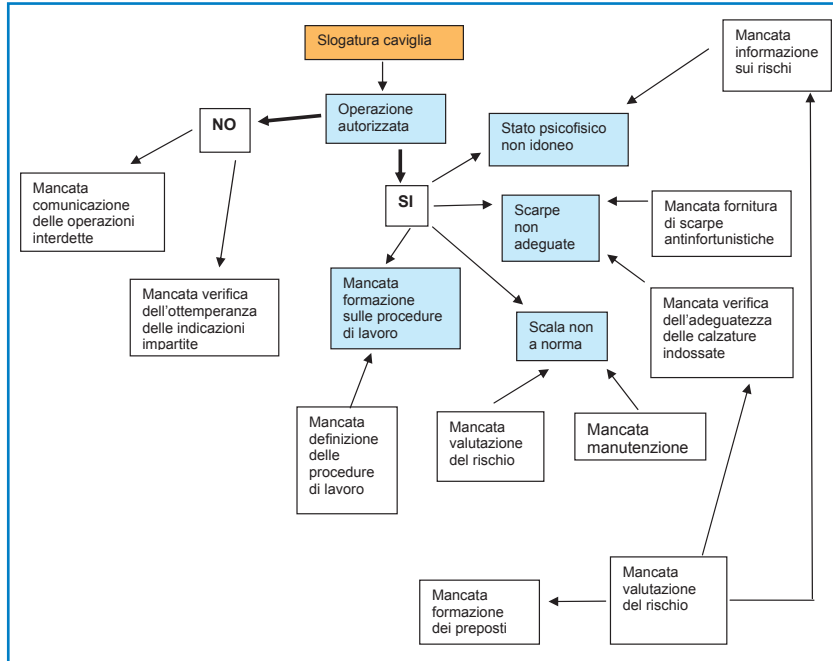 Slogatura caviglia
Mancata
informazione
sui rischi
Operazione
autorizzata
NO
Stato psicofisico
non idoneo
Mancata
comunicazione
delle operazioni
interdette
SI
Scarpe
non
adeguate
Mancata fornitura
di scarpe
antinfortunistiche
Mancata verifica
dell'ottemperanza
delle indicazioni
impartite
Mancata
formazione
sulle procedure
di lavoro
Scala non
a norma
Mancata verifica
dell'adeguatezza
delle calzature
indossate
Mancata
definizione
delle
procedure
di lavoro
Mancata
valutazione
del rischio
Mancata
manutenzione
Mancata
formazione
dei preposti
Mancata
valutazione
del rischio